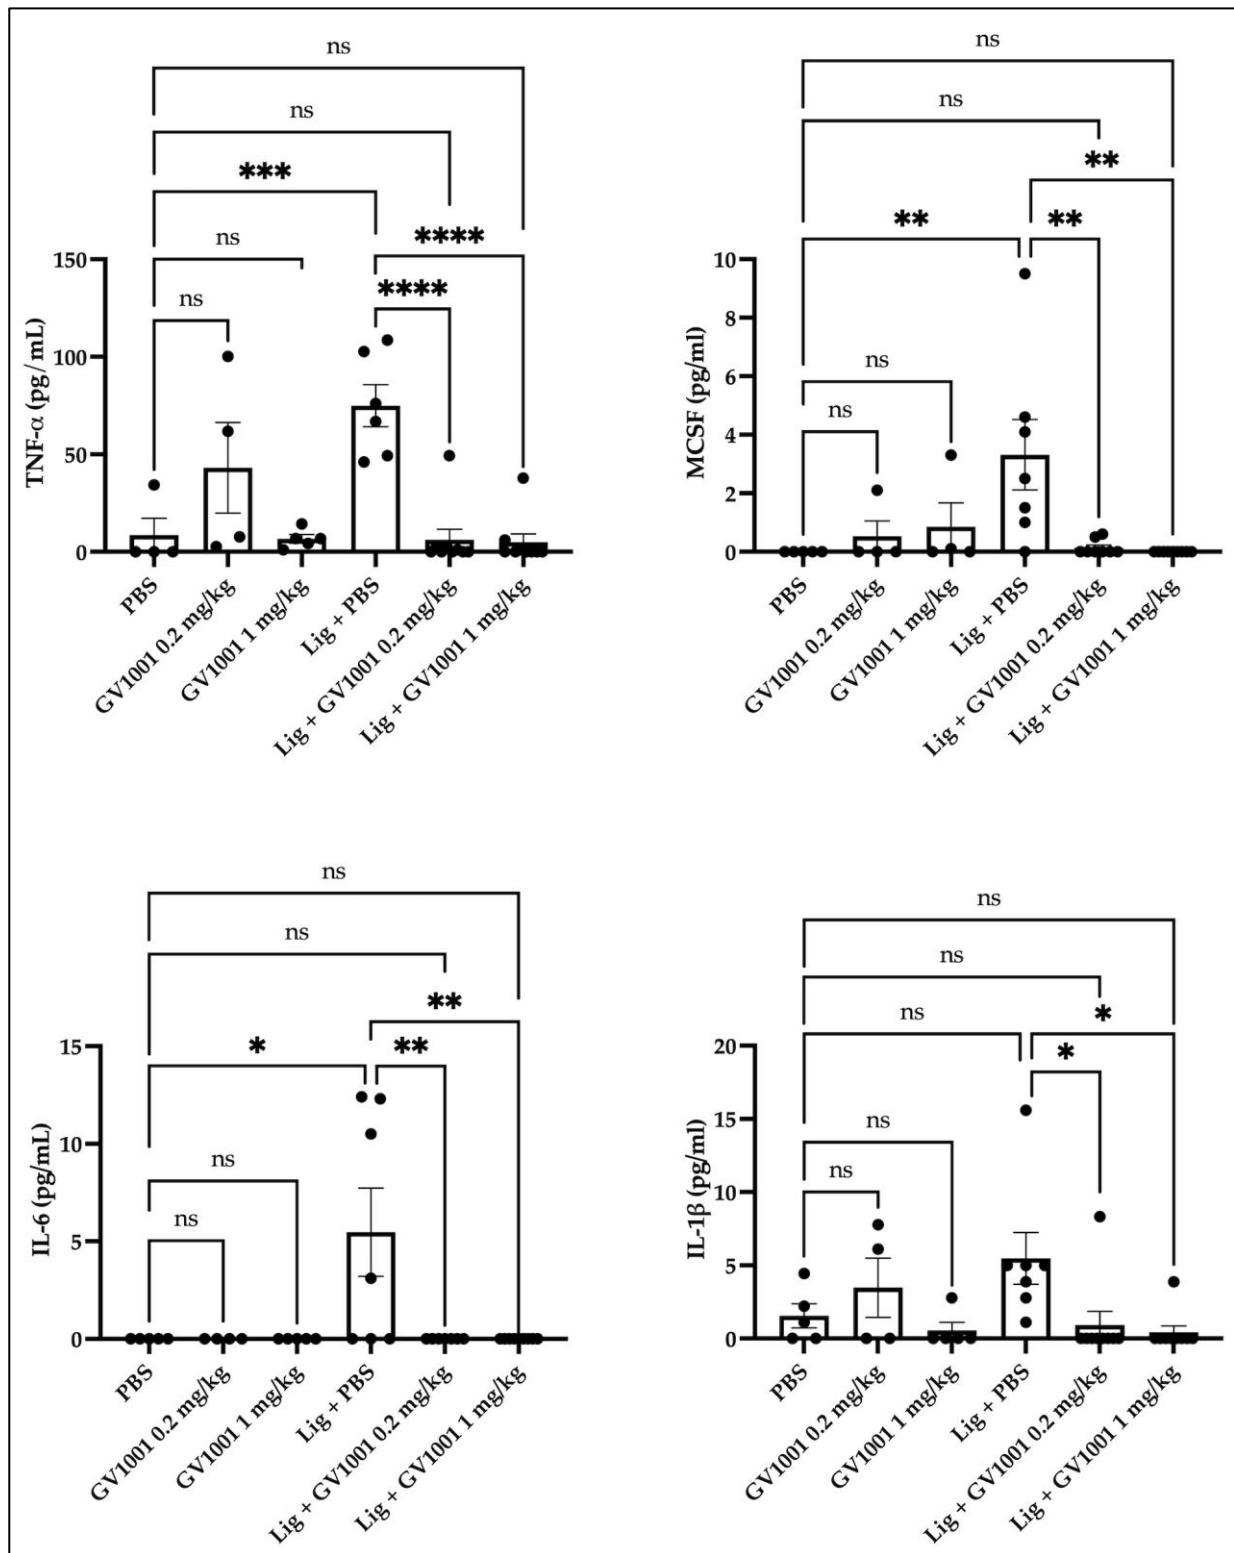 ns
ns
***
ns
****
ns
****
150
100
50
0
TNF-α (pg/mL)
PBS
GV1001 0.2 mg/kg
GV1001 1 mg/kg
Lig + PBS
Lig + GV1001 0.2 mg/kg
Lig + GV1001 1 mg/kg
ns
ns
**
**
**
ns
ns
10
8
6
4
2
0
MCSF (pg/ml)
PBS
GV1001 0.2 mg/kg
GV1001 1 mg/kg
Lig + PBS
Lig + GV1001 0.2 mg/kg
Lig + GV1001 1 mg/kg
ns
ns
**
*
**
ns
ns
15
10
5
0
IL-6 (pg/mL)
PBS
GV1001 0.2 mg/kg
GV1001 1 mg/kg
Lig + PBS
Lig + GV1001 0.2 mg/kg
Lig + GV1001 1 mg/kg
ns
ns
ns
*
*
ns
ns
20
15
10
5
0
IL-1β (pg/ml)
PBS
GV1001 0.2 mg/kg
GV1001 1 mg/kg
Lig + PBS
Lig + GV1001 0.2 mg/kg
Lig + GV1001 1 mg/kg